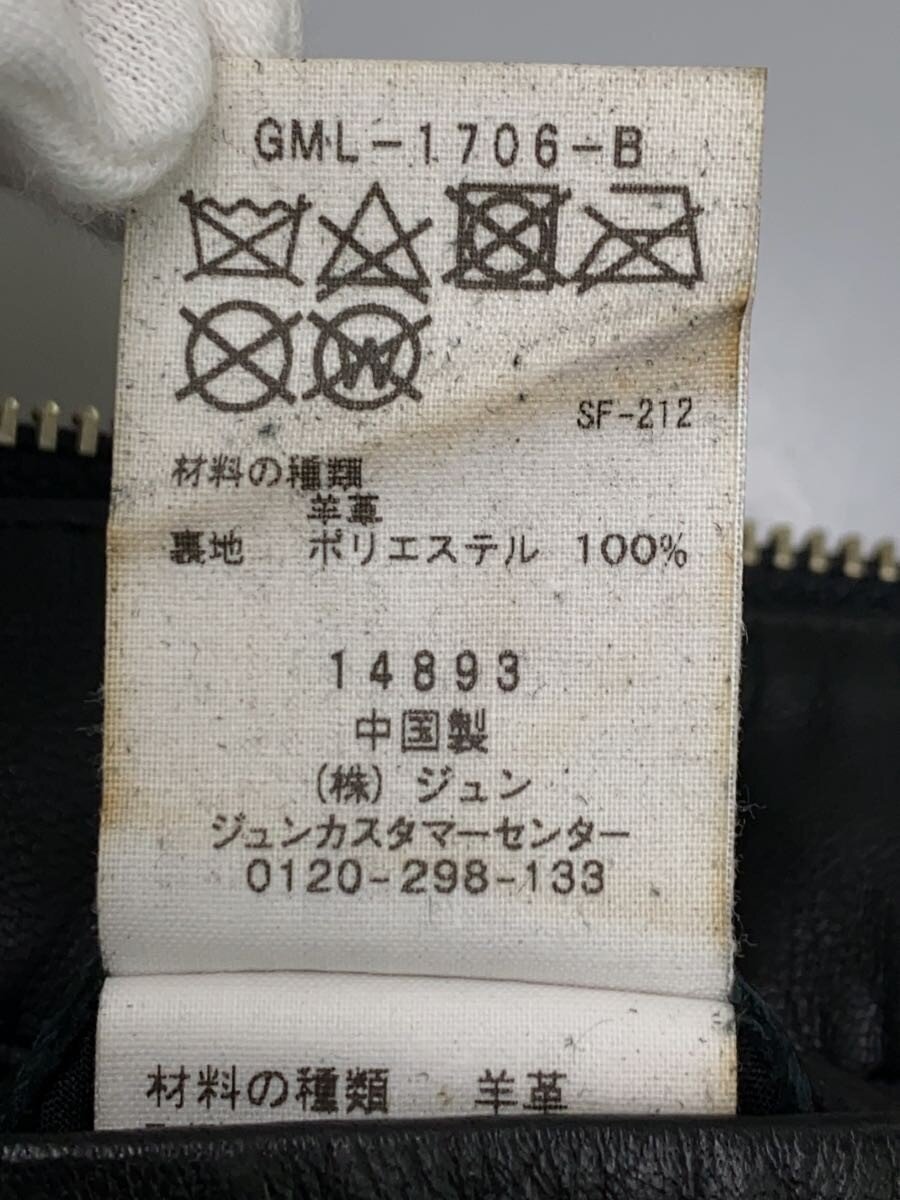 GML-1706-B
W
SF-212
材料の種類
羊革
裏地 ポリエステル 100%
14893
中国製
(株) ジュン
ジュンカスタマーセンター
0120-298-133
材料の種類 羊革